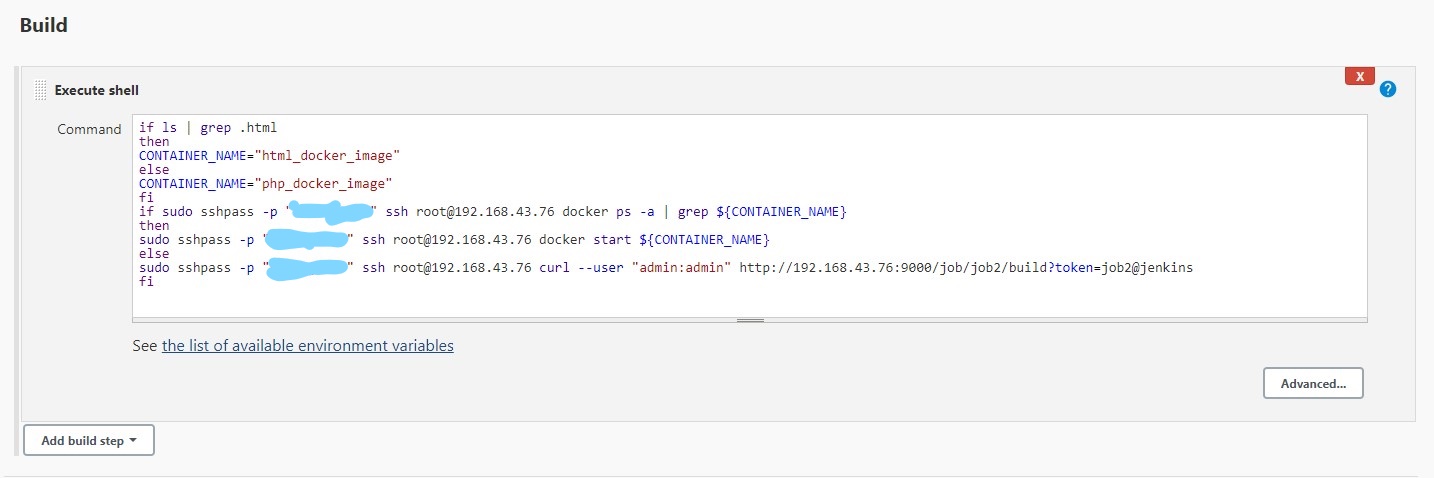 Build
Execute shell
X
?
Command
if ls | grep .html
then
CONTAINER_NAME="html_docker_image"
else
CONTAINER_NAME="php_docker_image"
fi
if sudo sshpass -p " " ssh root@192.168.43.76 docker ps -a | grep ${CONTAINER_NAME}
then
sudo sshpass -p " " ssh root@192.168.43.76 docker start ${CONTAINER_NAME}
else
sudo sshpass -p " " ssh root@192.168.43.76 curl --user "admin:admin" http://192.168.43.76:9000/job/job2/build?token=job2@jenkins
fi
See the list of available environment variables
Advanced...
Add build step